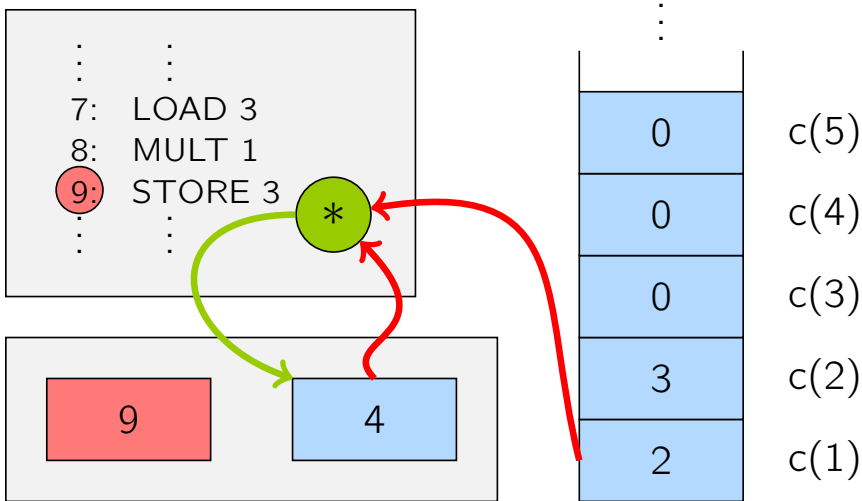 7: LOAD 3
8: MULT 1
9: STORE 3
*
9
4
0 c(5)
0 c(4)
0 c(3)
3 c(2)
2 c(1)